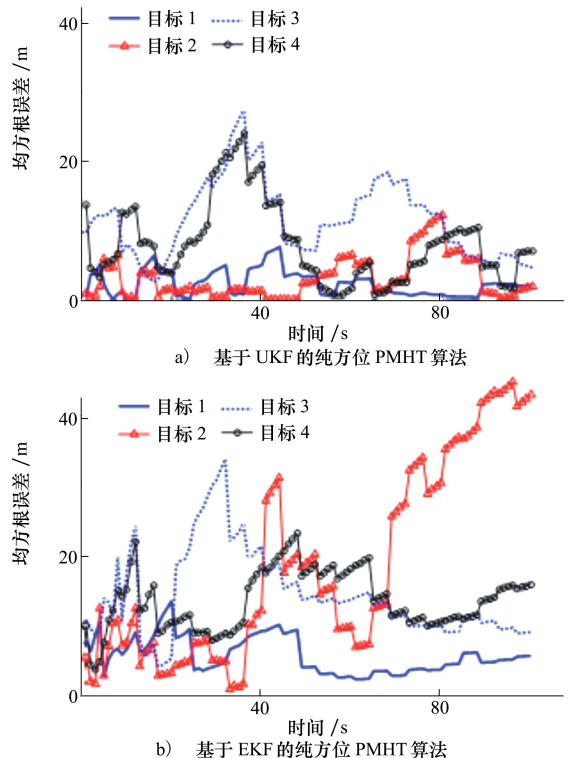 40
目标 1
目标 3
目标 2
目标 4
均方根误差 /m
20
0
40
80
时间 /s
a） 基于 UKF 的纯方位 PMHT 算法
40
目标 1
目标 3
目标 2
目标 4
均方根误差 /m
20
0
40
80
时间 /s
b） 基于 EKF 的纯方位 PMHT 算法